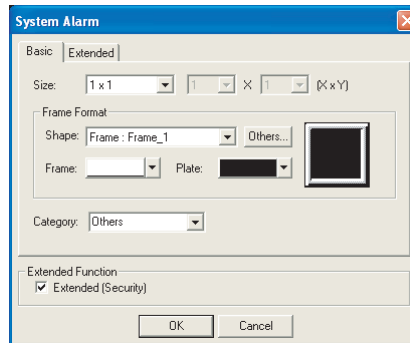 System Alarm
Basic Extended
Size: 1 x 1 1 X 1 (X x Y)
Frame Format
Shape: Frame : Frame_1 Others...
Frame: Plate:
Category: Others
Extended Function
Extended (Security)
OK Cancel